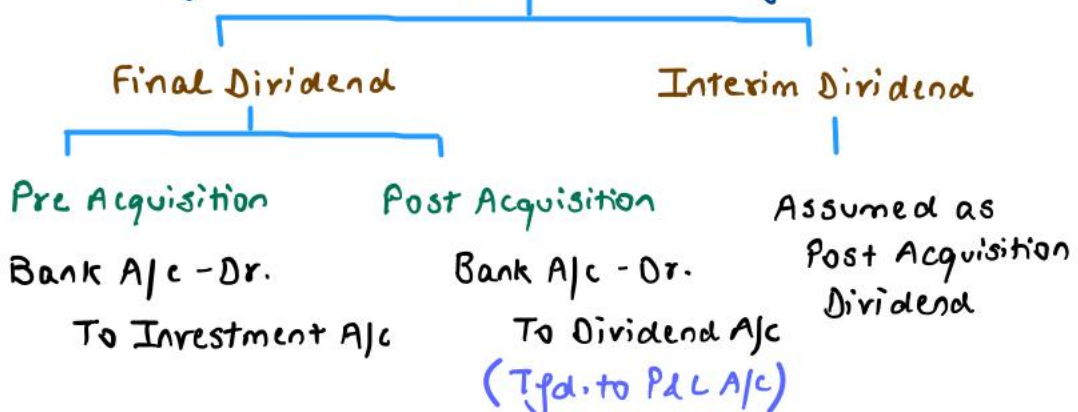 Final Dividend
Interim Dividend
Pre Acquisition
Bank A/c - Dr.
To Investment A/c
Post Acquisition
Bank A/c - Dr.
To Dividend A/c
(Tfd. to P&L A/c)
Assumed as
Post Acquisition
Dividend